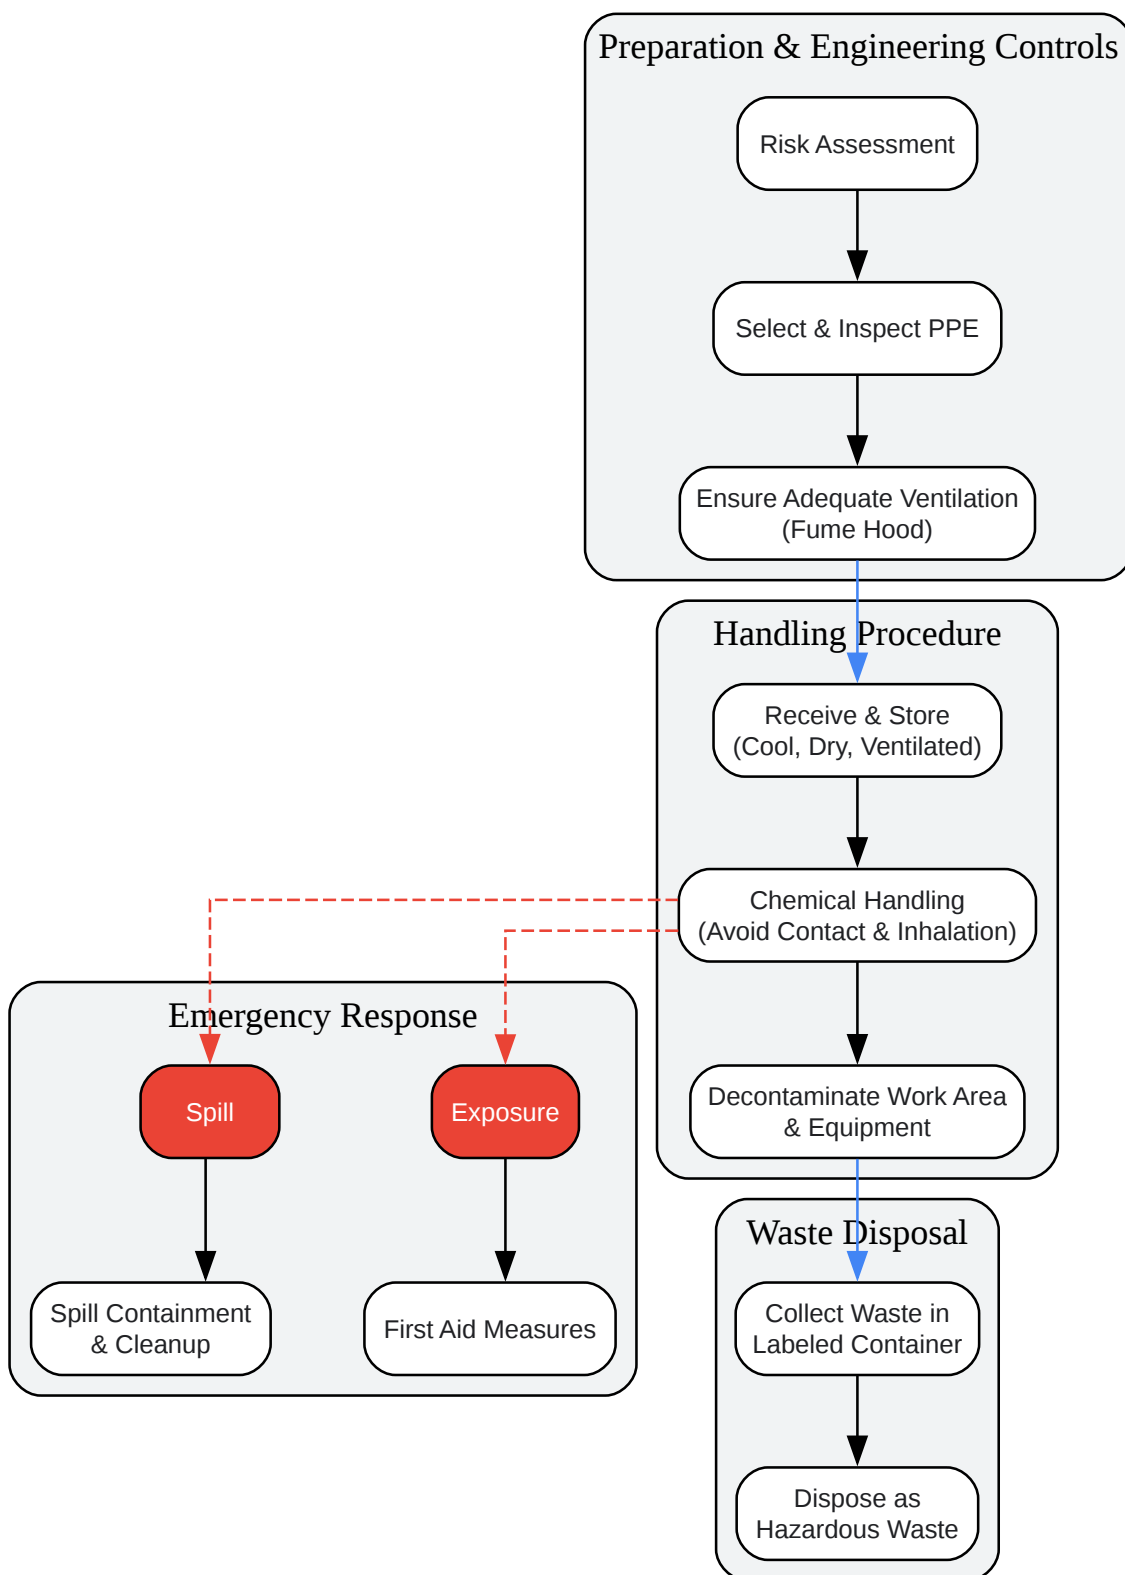 Preparation & Engineering Controls
Risk Assessment
Select & Inspect PPE
Ensure Adequate Ventilation
(Fume Hood)
Handling Procedure
Receive & Store
(Cool, Dry, Ventilated)
Chemical Handling
(Avoid Contact & Inhalation)
Decontaminate Work Area
& Equipment
Emergency Response
Spill
Exposure
Spill Containment
& Cleanup
First Aid Measures
Waste Disposal
Collect Waste in
Labeled Container
Dispose as
Hazardous Waste